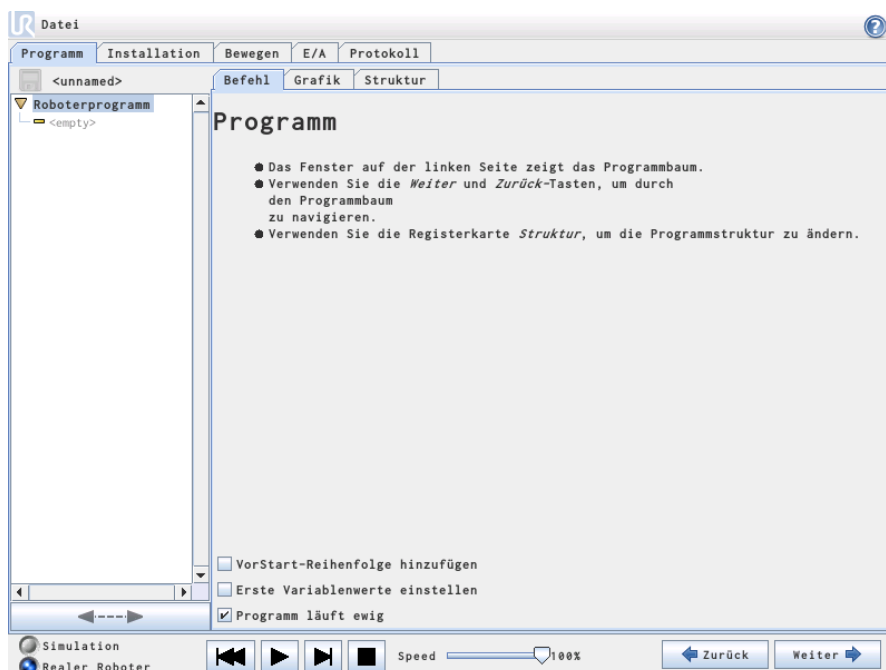 UR Datei
?
Programm Installation Bewegen E/A Protokoll
<unnamed>
Befehl Grafik Struktur
Roboterprogramm
<empty>
Programm
Das Fenster auf der linken Seite zeigt das Programmbaum.
Verwenden Sie die Weiter und Zurück-Tasten, um durch
den Programmbaum
zu navigieren.
Verwenden Sie die Registerkarte Struktur, um die Programmstruktur zu ändern.
VorStart-Reihenfolge hinzufügen
Erste Variablenwerte einstellen
Programm läuft ewig
Simulation
Realer Roboter
Speed 100%
Zurück
Weiter